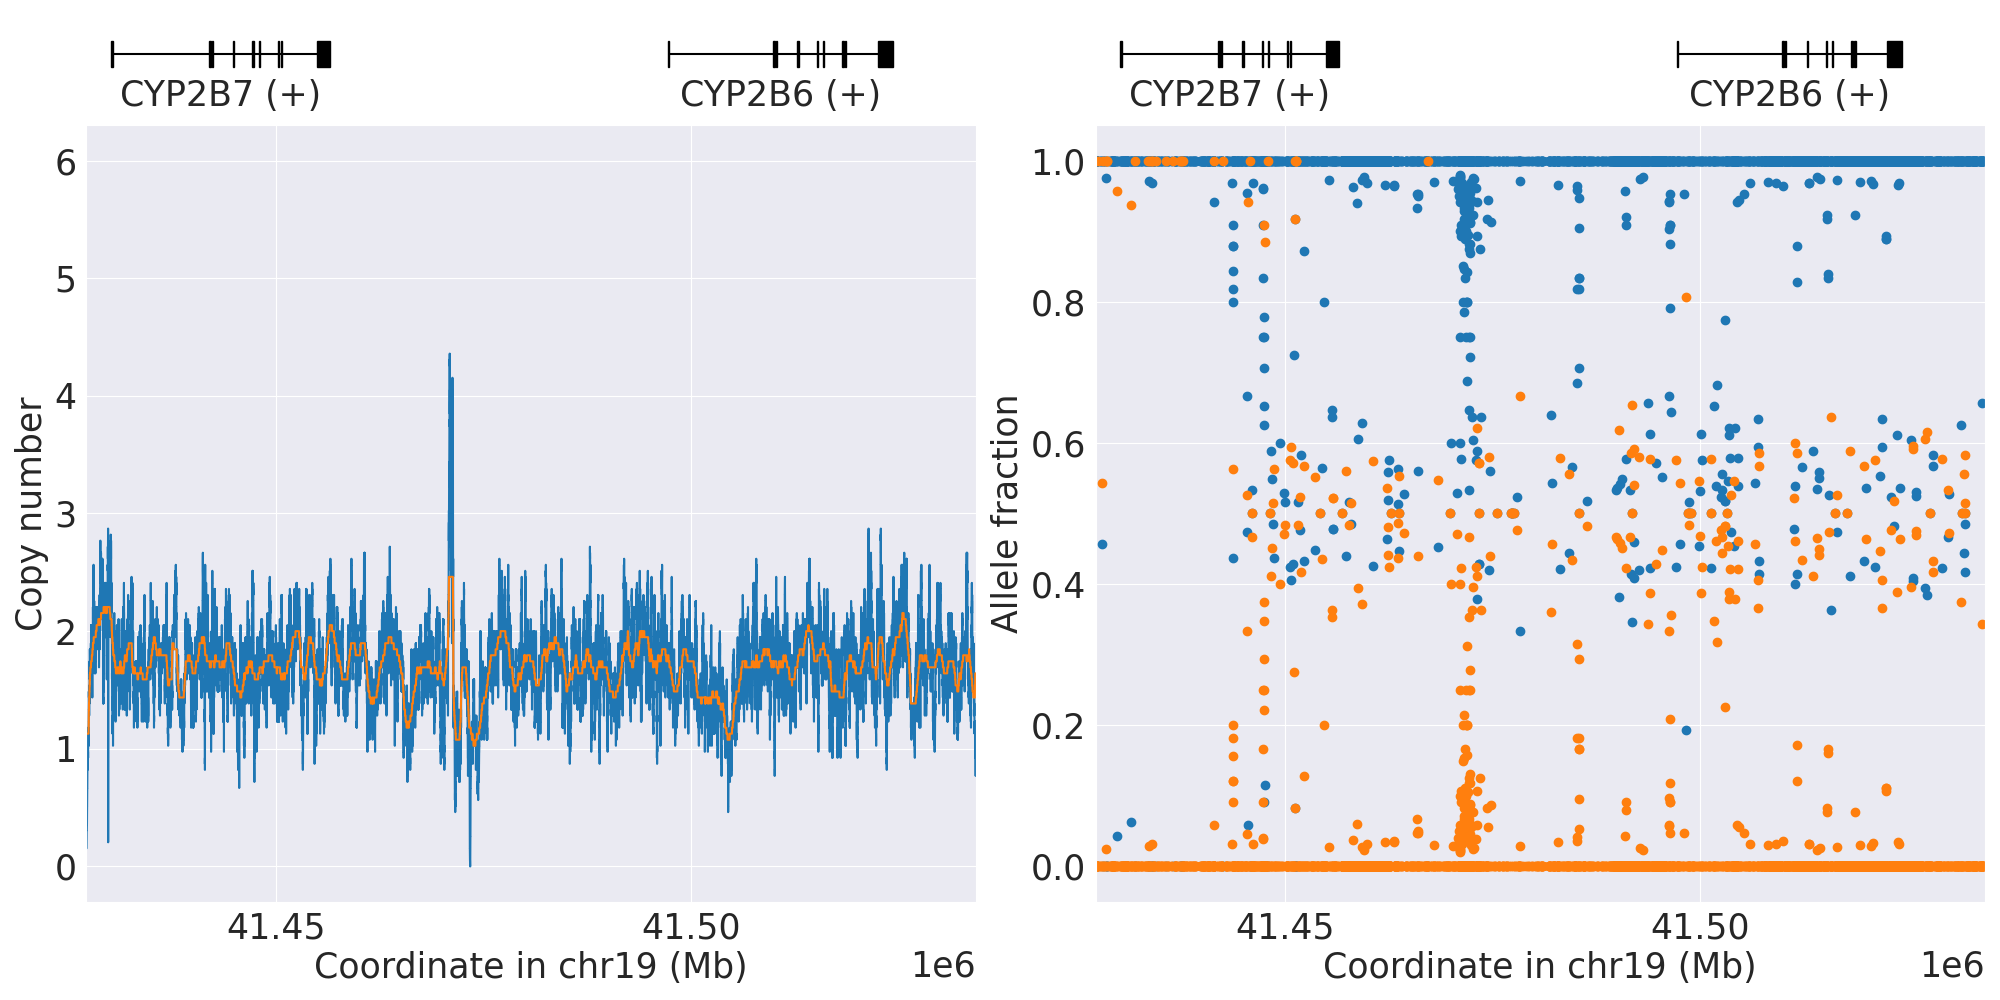 CYP2B7 (+)
CYP2B6 (+)
CYP2B7 (+)
CYP2B6 (+)
6
5
4
3
2
1
0
Copy number
41.45
41.50
Coordinate in chr19 (Mb)
1e6
1.0
0.8
0.6
0.4
0.2
0.0
Allele fraction
41.45
41.50
Coordinate in chr19 (Mb)
1e6